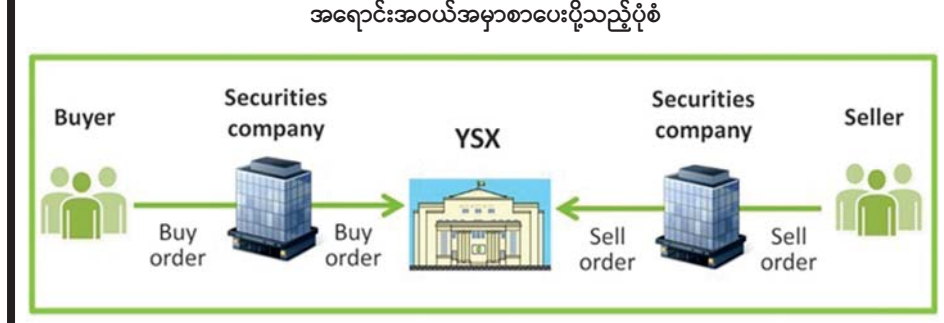 အရောင်းအဝယ်အမှာစာပေးပို့သည့်ပုံစံ
Buyer
Securities
company
YSX
Securities
company
Seller
Buy
order
Buy
order
Sell
order
Sell
order